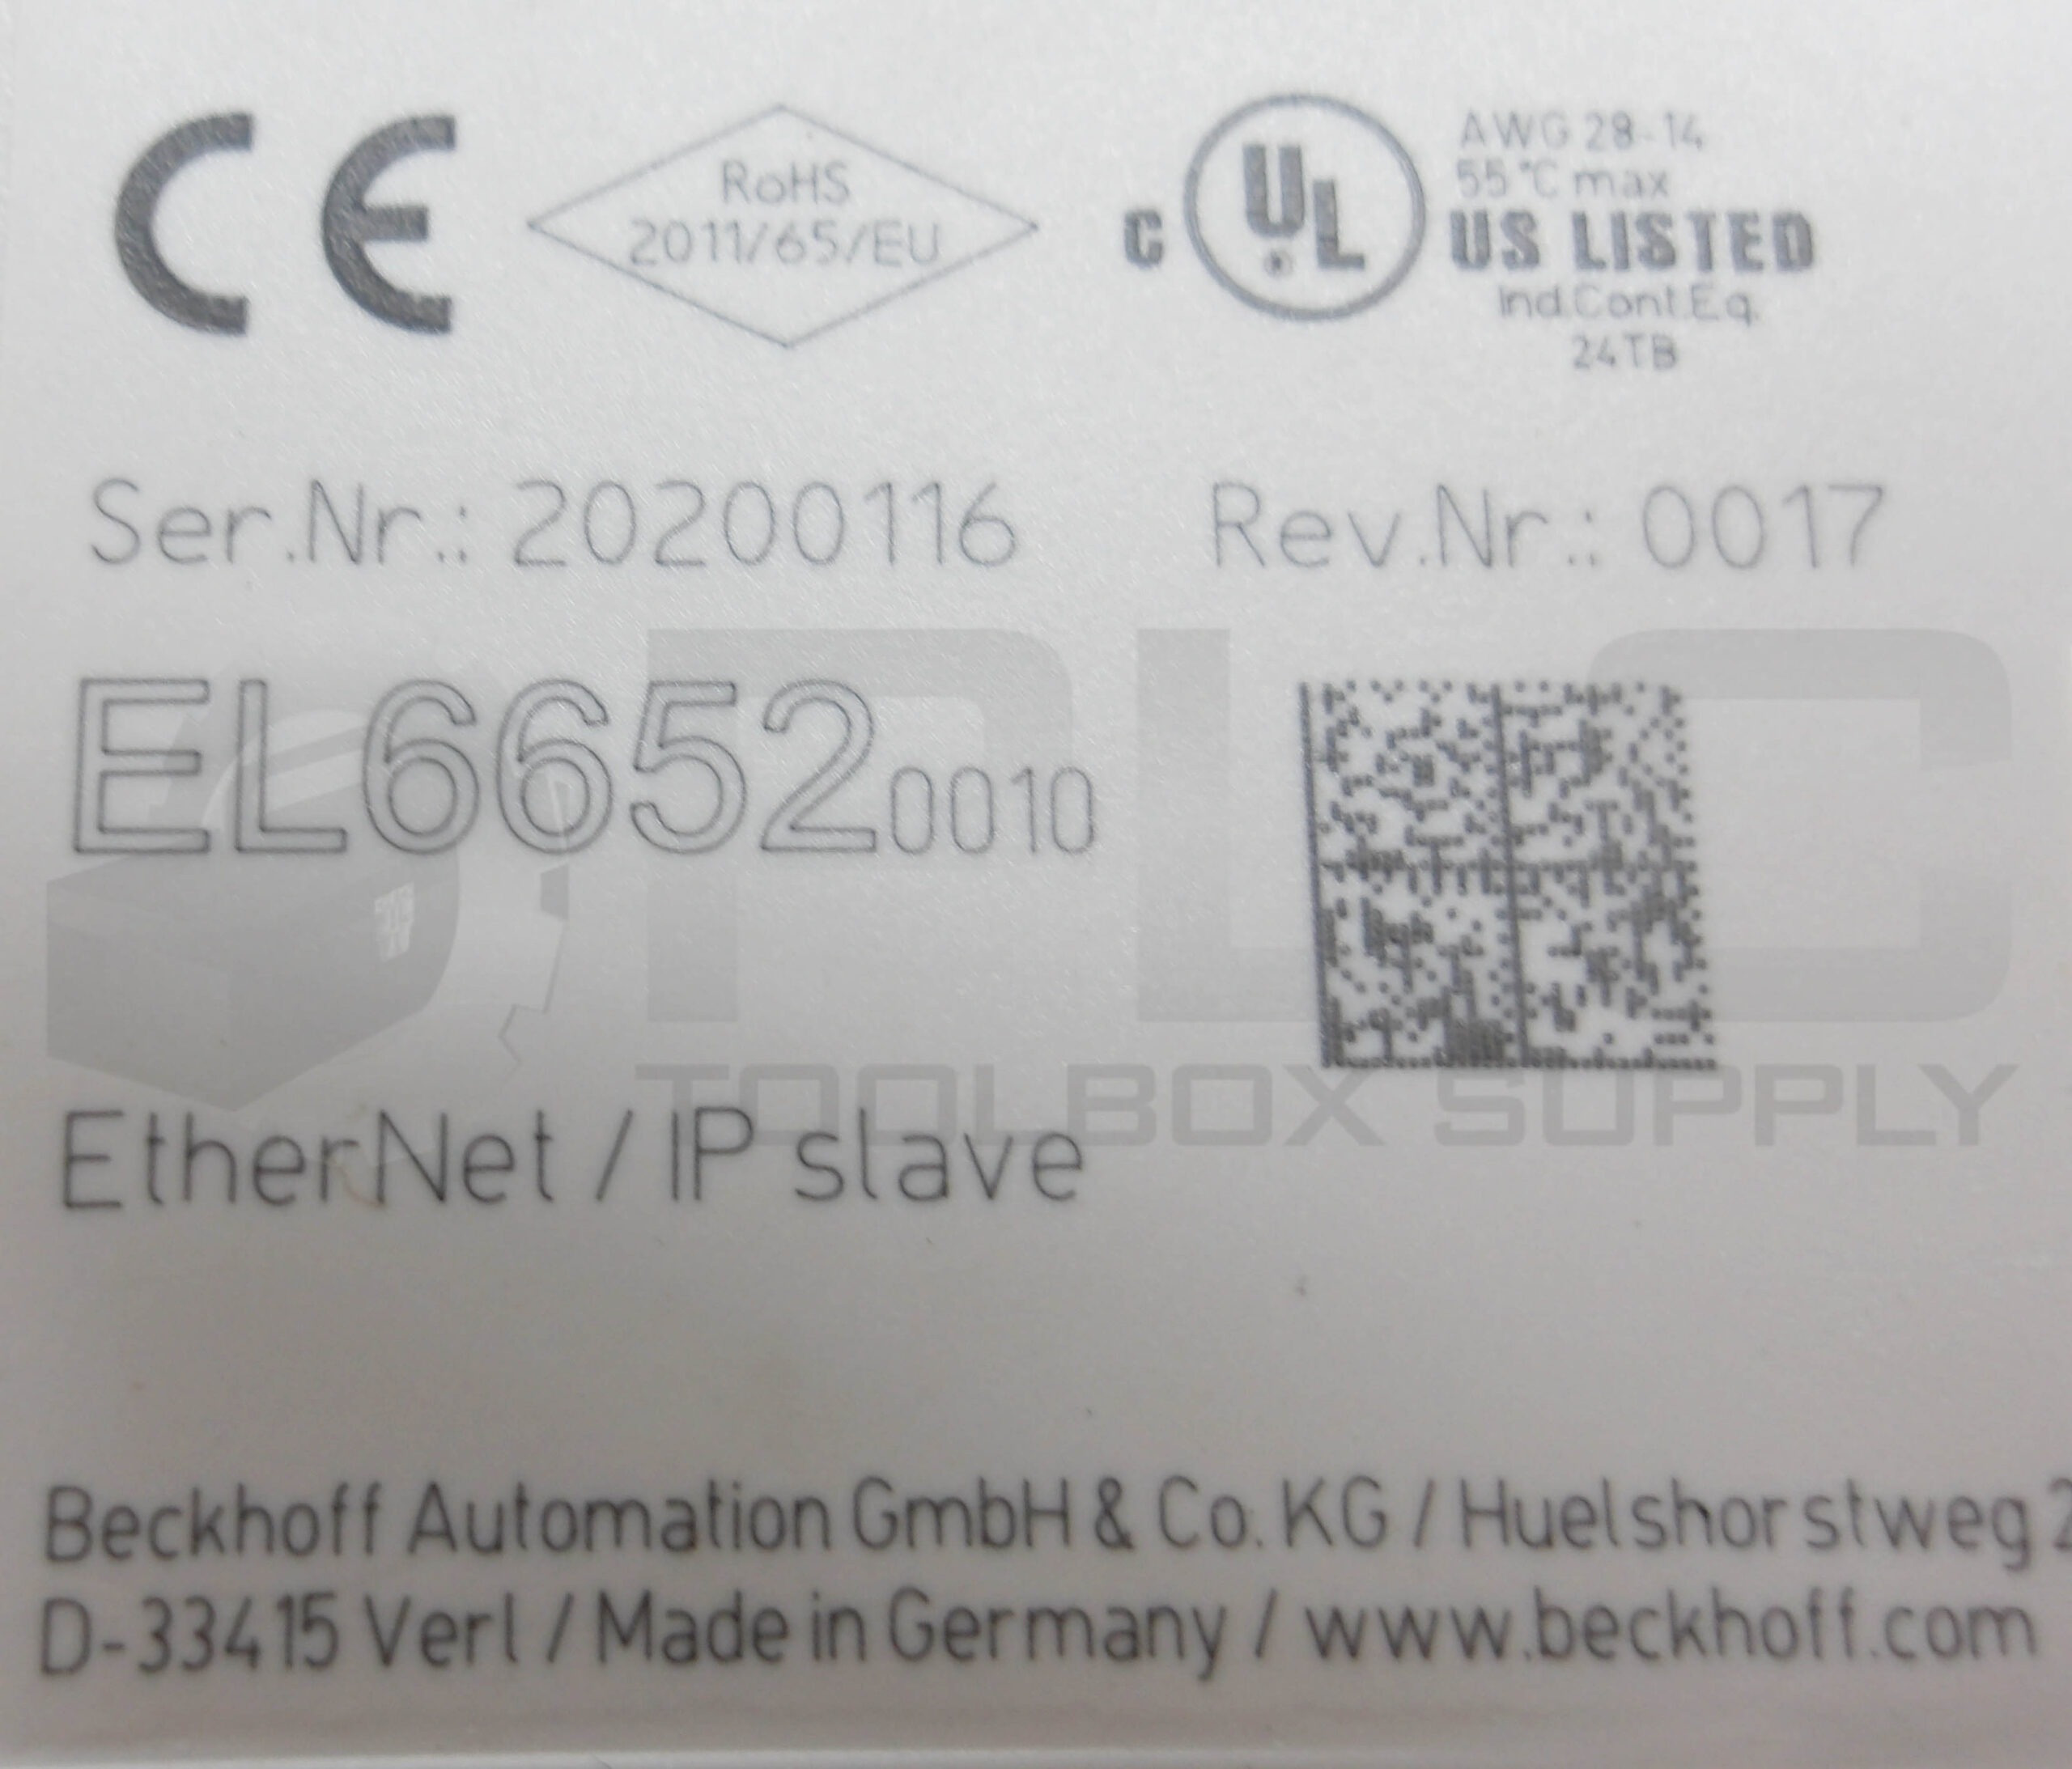 CE
RoHS
2011/65/EU
C UL US LISTED
AWG 28-14
55 °C max
Ind.Cont.Eq.
24TB
Ser.Nr.: 20200116 Rev.Nr.: 0017
EL6652 0010
PLC
TOOLBOX SUPPLY
EtherNet / IP slave
Beckhoff Automation GmbH & Co. KG / Huelshorstweg 2
D-33415 Verl / Made in Germany / www.beckhoff.com